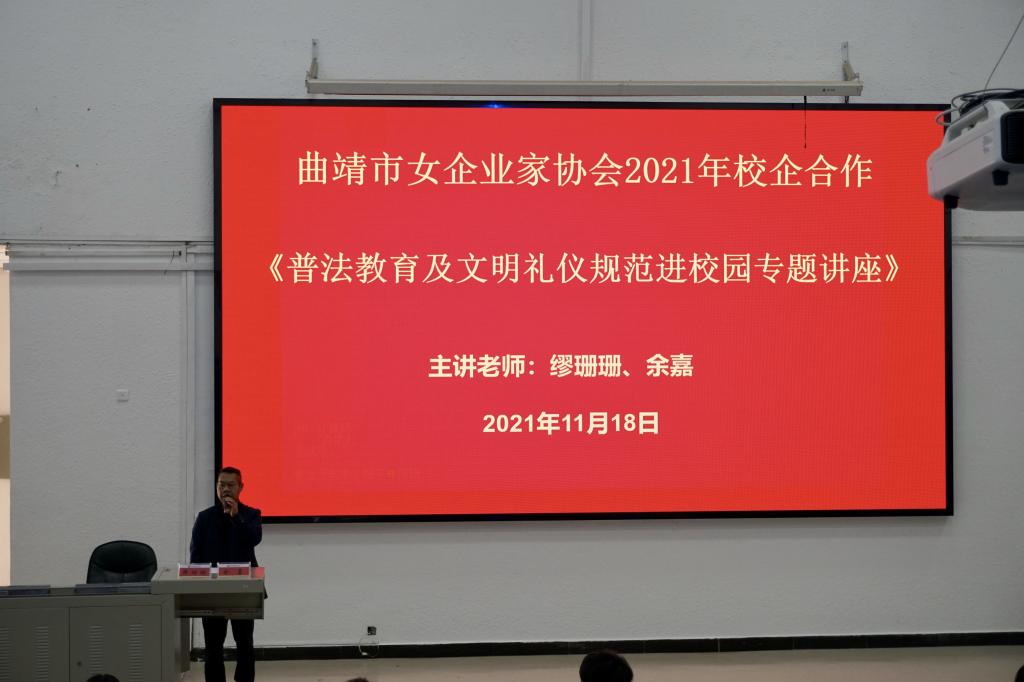 曲靖市女企业家协会2021年校企合作
《普法教育及文明礼仪规范进校园专题讲座》
主讲老师：缪珊珊、余嘉
2021年11月18日